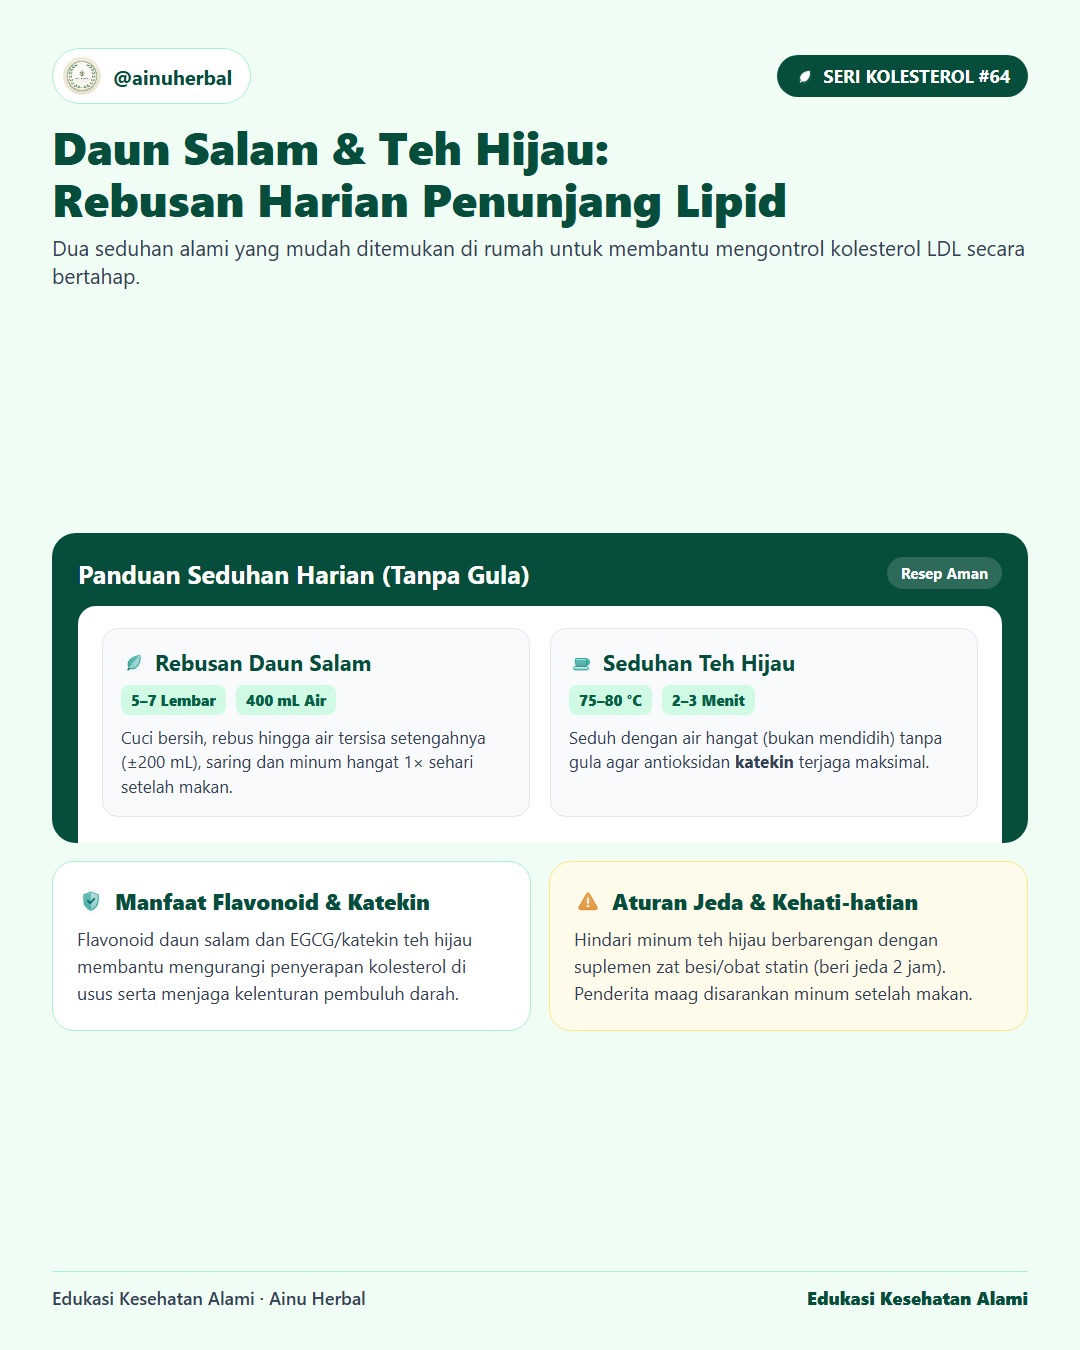 @ainuherbal
SERI KOLESTEROL #64
Daun Salam & Teh Hijau:
Rebusan Harian Penunjang Lipid
Dua seduhan alami yang mudah ditemukan di rumah untuk membantu mengontrol kolesterol LDL secara
bertahap.
Panduan Seduhan Harian (Tanpa Gula)
Resep Aman
Rebusan Daun Salam
5–7 Lembar
400 mL Air
Cuci bersih, rebus hingga air tersisa setengahnya
(±200 mL), saring dan minum hangat 1× sehari
setelah makan.
Seduhan Teh Hijau
75–80 °C
2–3 Menit
Seduh dengan air hangat (bukan mendidih) tanpa
gula agar antioksidan katekin terjaga maksimal.
Manfaat Flavonoid & Katekin
Flavonoid daun salam dan EGCG/katekin teh hijau
membantu mengurangi penyerapan kolesterol di
usus serta menjaga kelenturan pembuluh darah.
Aturan Jeda & Kehati-hatian
Hindari minum teh hijau berbarengan dengan
suplemen zat besi/obat statin (beri jeda 2 jam).
Penderita maag disarankan minum setelah makan.
Edukasi Kesehatan Alami · Ainu Herbal
Edukasi Kesehatan Alami